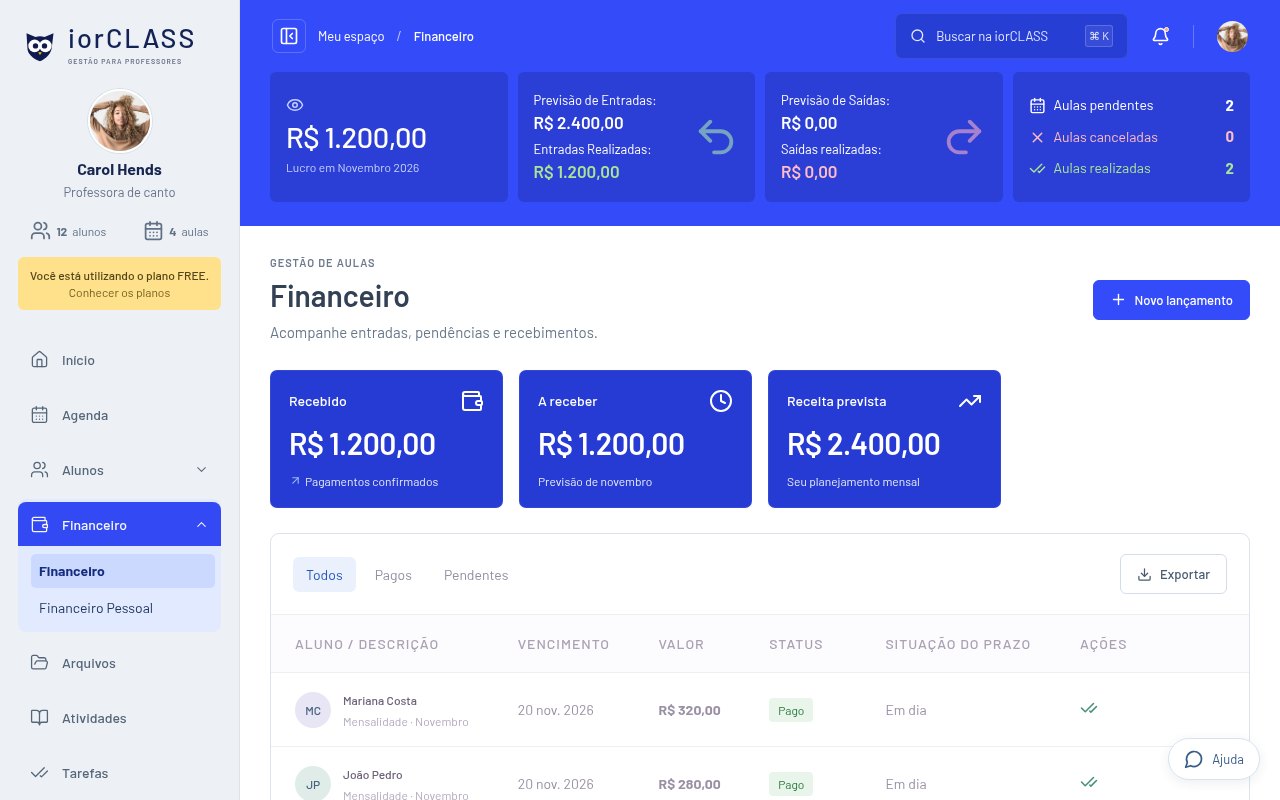 iorCLASS
GESTÃO PARA PROFESSORES
Carol Hends
Professora de canto
12 alunos
4 aulas
Você está utilizando o plano FREE.
Conhecer os planos
Início
Agenda
Alunos
Financeiro
Financeiro
Financeiro Pessoal
Arquivos
Atividades
Tarefas
Meu espaço / Financeiro
Buscar na iorCLASS ⌘ K
R$ 1.200,00
Lucro em Novembro 2026
Previsão de Entradas:
R$ 2.400,00
Entradas Realizadas:
R$ 1.200,00
Previsão de Saídas:
R$ 0,00
Saídas realizadas:
R$ 0,00
Aulas pendentes 2
Aulas canceladas 0
Aulas realizadas 2
GESTÃO DE AULAS
Financeiro
Acompanhe entradas, pendências e recebimentos.
Novo lançamento
Recebido
R$ 1.200,00
Pagamentos confirmados
A receber
R$ 1.200,00
Previsão de novembro
Receita prevista
R$ 2.400,00
Seu planejamento mensal
Todos Pagos Pendentes
Exportar
ALUNO / DESCRIÇÃO VENCIMENTO VALOR STATUS SITUAÇÃO DO PRAZO AÇÕES
MC Mariana Costa 20 nov. 2026 R$ 320,00 Pago Em dia
Mensalidade · Novembro
JP João Pedro 20 nov. 2026 R$ 280,00 Pago Em dia
Mensalidade · Novembro
Ajuda